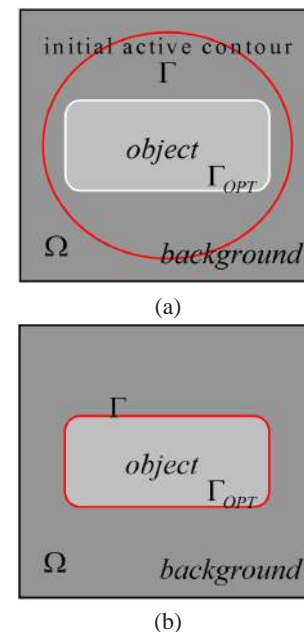 initial active contour
Γ
object
Γ_OPT
Ω
background
(a)
Γ
object
Γ_OPT
Ω
background
(b)